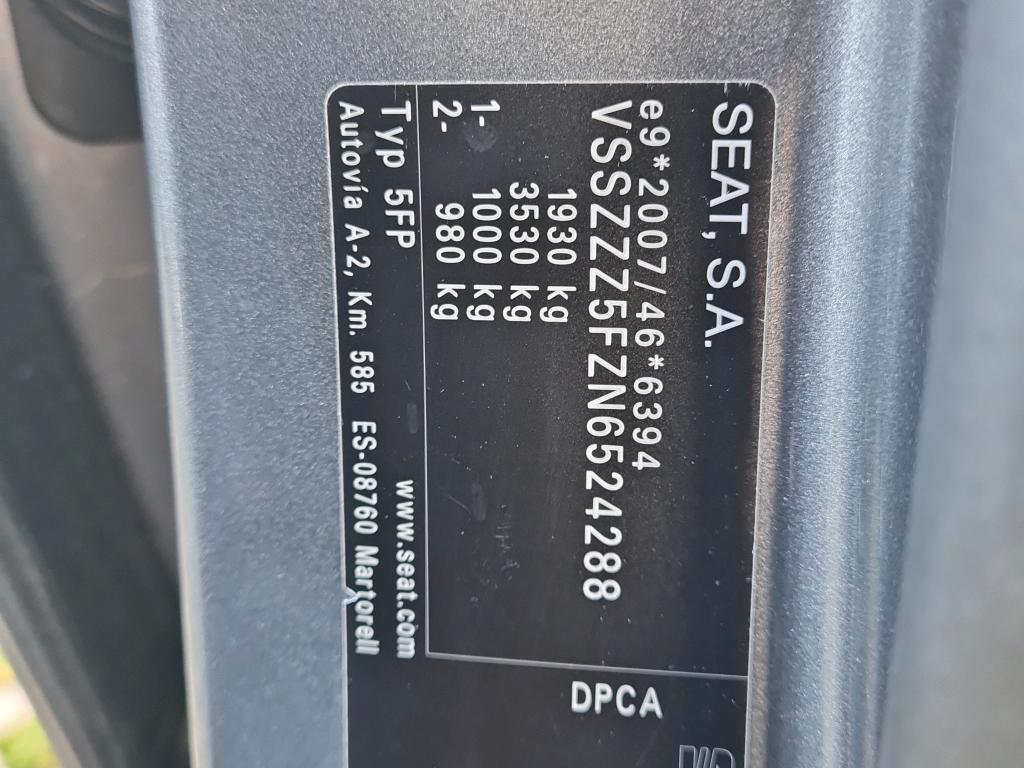 SEAT, S.A.
e9*2007/46*6394
VSSZZZ5FZN6524288
1930 kg
3530 kg
1- 1000 kg
2- 980 kg
Typ 5FP www.seat.com
Autovía A-2, Km. 585 ES-08760 Martorell
DPCA